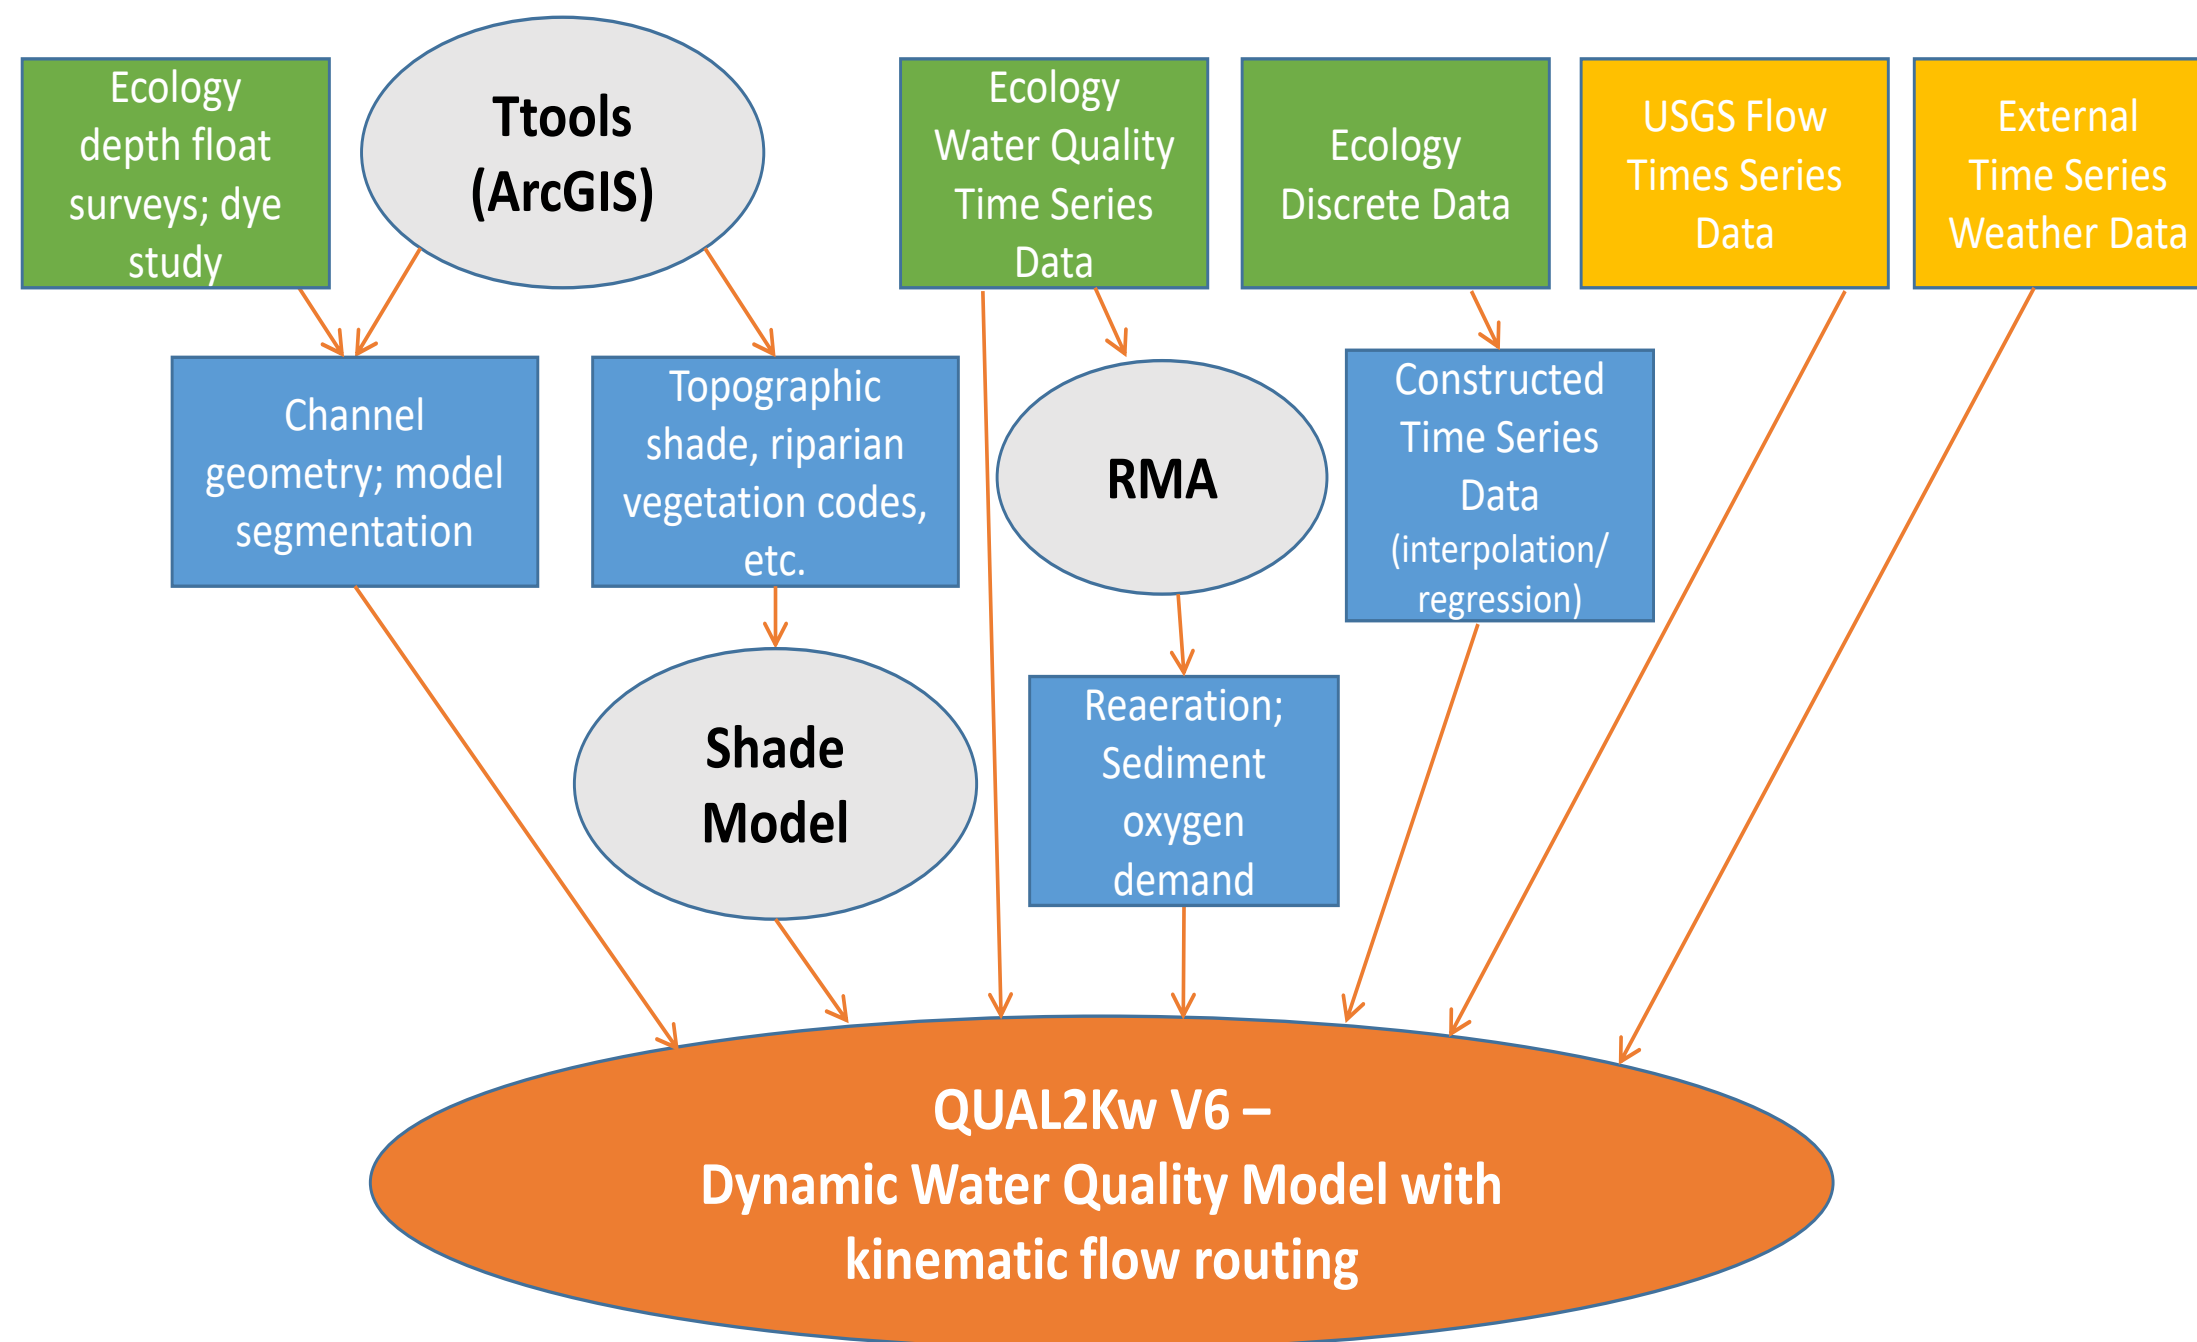 Ecology
depth float
surveys; dye
study
Ttools
(ArcGIS)
Ecology
Water Quality
Time Series
Data
Ecology
Discrete Data
USGS Flow
Times Series
Data
External
Time Series
Weather Data
Channel
geometry; model
segmentation
Topographic
shade, riparian
vegetation codes,
etc.
RMA
Constructed
Time Series
Data
(interpolation/
regression)
Shade
Model
Reaeration;
Sediment
oxygen
demand
QUAL2Kw V6 –
Dynamic Water Quality Model with
kinematic flow routing